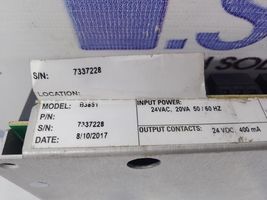 S/N: 7337228
LOCATION:
MODEL: B3851
P/N:
S/N: 7337228
DATE: 8/10/2017
INPUT POWER:
24VAC, 20VA 50 / 60 HZ
OUTPUT CONTACTS: 24 VDC, 400 mA